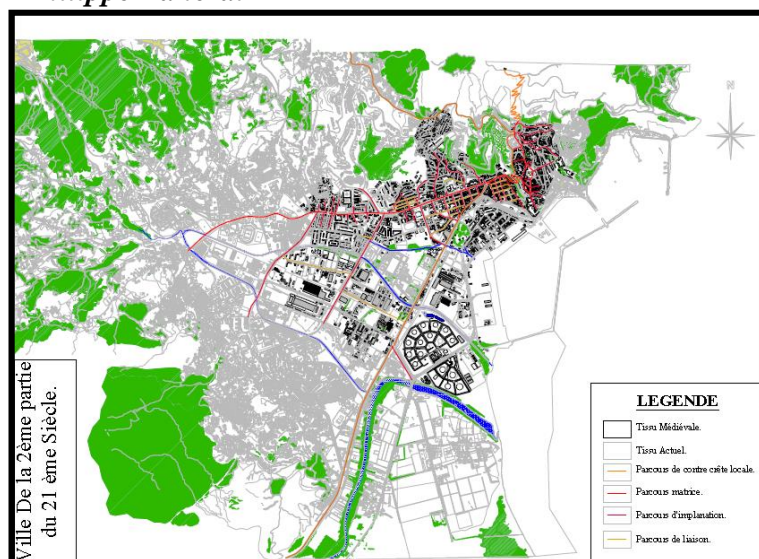 N
Ville De la 2ème partie
du 21 ème Siècle.
LEGENDE
Tissu Médiévale.
Tissu Actuel.
Parcours de contre crête locale.
Parcours matrice.
Parcours d'implanation.
Parcours de liaison.